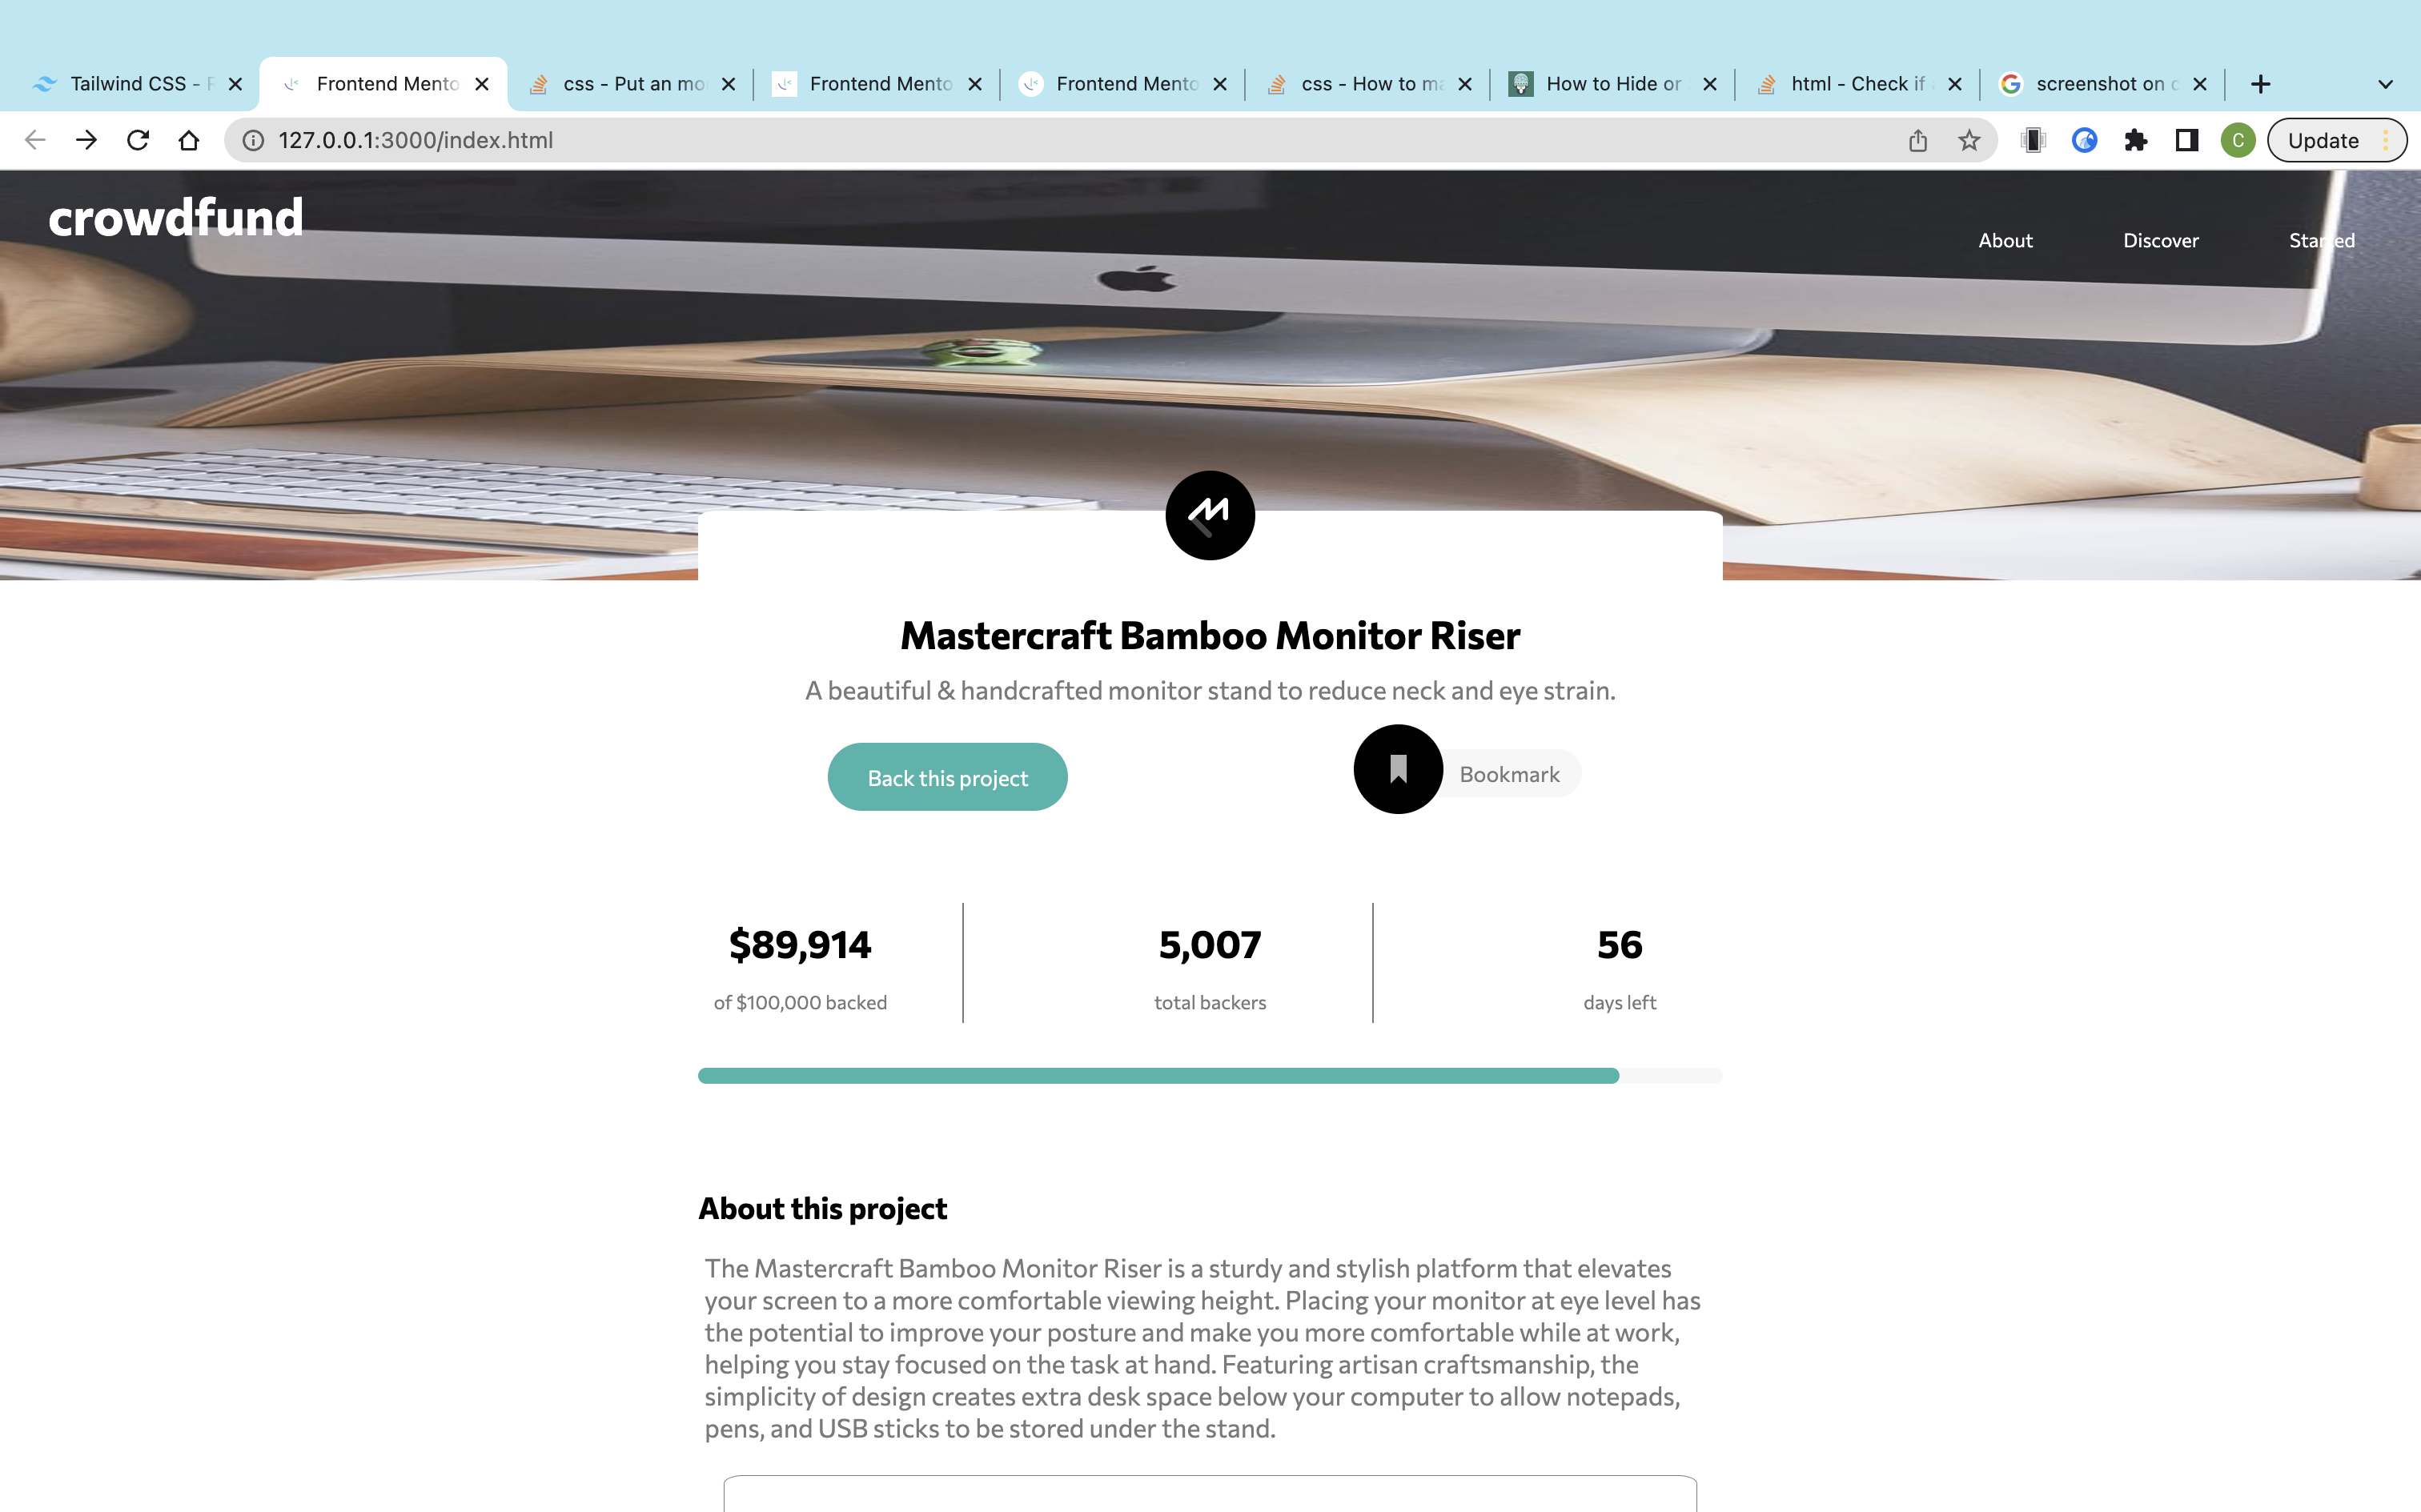 Tailwind CSS - F
Frontend Mento
css - Put an mo
Frontend Mento
Frontend Mento
css - How to ma
How to Hide or
html - Check if
screenshot on c
127.0.0.1:3000/index.html
C
Update
crowdfund
About
Discover
Started
Mastercraft Bamboo Monitor Riser
A beautiful & handcrafted monitor stand to reduce neck and eye strain.
Back this project
Bookmark
$89,914
of $100,000 backed
5,007
total backers
56
days left
About this project
The Mastercraft Bamboo Monitor Riser is a sturdy and stylish platform that elevates
your screen to a more comfortable viewing height. Placing your monitor at eye level has
the potential to improve your posture and make you more comfortable while at work,
helping you stay focused on the task at hand. Featuring artisan craftsmanship, the
simplicity of design creates extra desk space below your computer to allow notepads,
pens, and USB sticks to be stored under the stand.